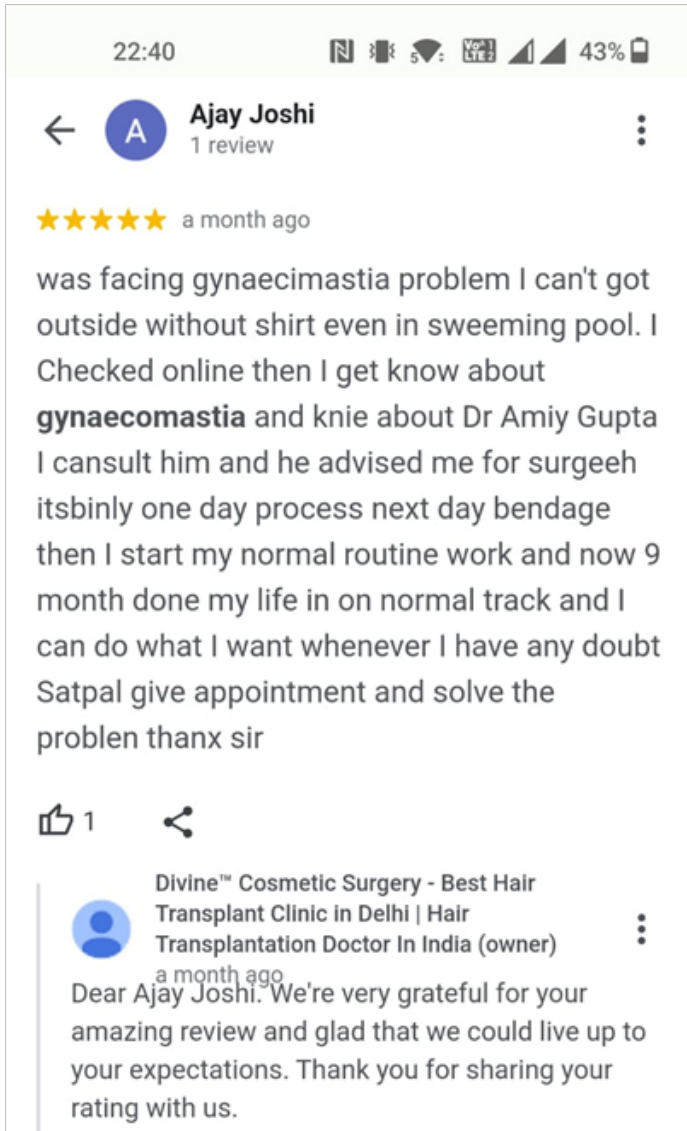 22:40
5 Vo) 1 LTE 2 43%
Ajay Joshi
A
1 review
a month ago
was facing gynaecimastia problem I can't got
outside without shirt even in sweeming pool. I
Checked online then I get know about
gynaecomastia and knie about Dr Amiy Gupta
I cansult him and he advised me for surgeeh
itsbinly one day process next day bendage
then I start my normal routine work and now 9
month done my life in on normal track and I
can do what I want whenever I have any doubt
Satpal give appointment and solve the
problen thanx sir
1
Divine™ Cosmetic Surgery - Best Hair
Transplant Clinic in Delhi | Hair
Transplantation Doctor In India (owner)
a month ago
Dear Ajay Joshi. We're very grateful for your
amazing review and glad that we could live up to
your expectations. Thank you for sharing your
rating with us.